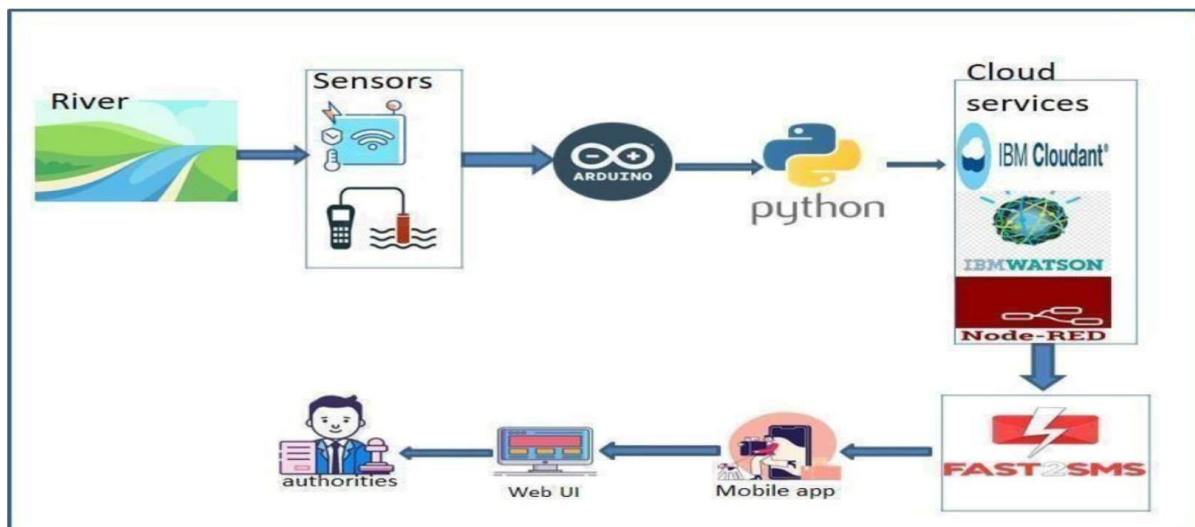 River
Sensors
ARDUINO
python
Cloud
services
IBM Cloudant®
IBMWATSON
Node-RED
FAST2SMS
Mobile app
Web UI
authorities